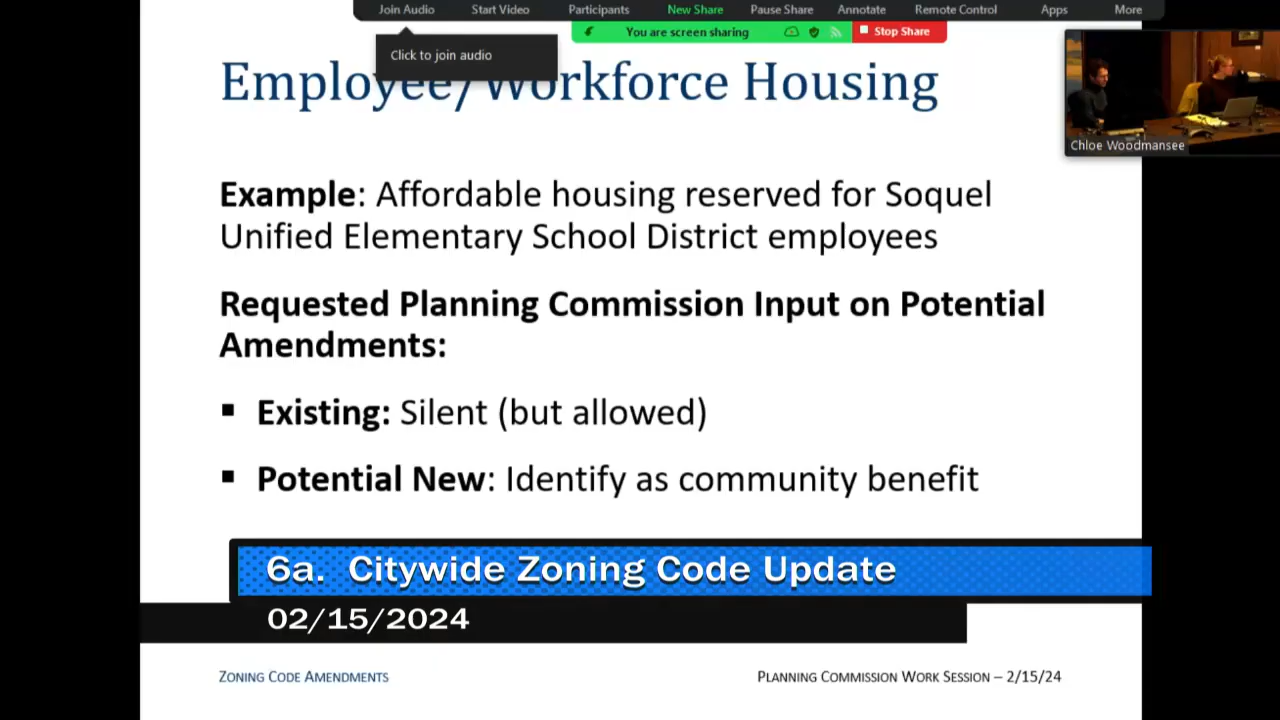 Join Audio Start Video Participants New Share Pause Share Annotate Remote Control Apps More
You are screen sharing Stop Share
Click to join audio
Employee/Workforce Housing
Chloe Woodmansee
Example: Affordable housing reserved for Soquel
Unified Elementary School District employees
Requested Planning Commission Input on Potential
Amendments:
▪ Existing: Silent (but allowed)
▪ Potential New: Identify as community benefit
6a. Citywide Zoning Code Update
02/15/2024
ZONING CODE AMENDMENTS PLANNING COMMISSION WORK SESSION – 2/15/24